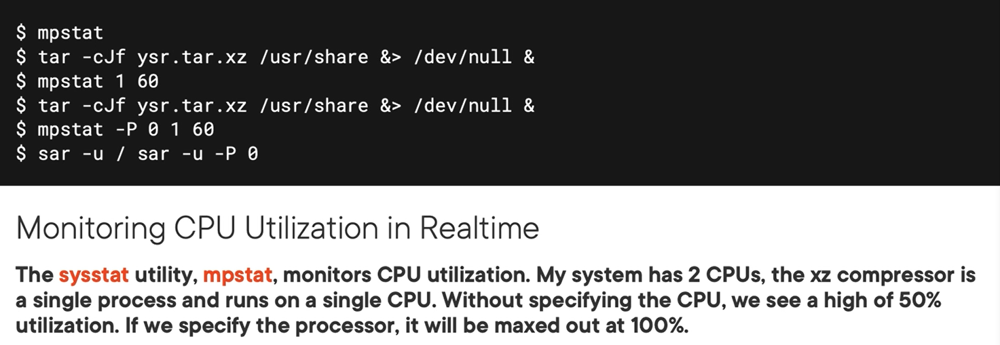 $ mpstat
$ tar -cJf ysr.tar.xz /usr/share &> /dev/null &
$ mpstat 1 60
$ tar -cJf ysr.tar.xz /usr/share &> /dev/null &
$ mpstat -P 0 1 60
$ sar -u / sar -u -P 0
Monitoring CPU Utilization in Realtime
The sysstat utility, mpstat, monitors CPU utilization. My system has 2 CPUs, the xz compressor is
a single process and runs on a single CPU. Without specifying the CPU, we see a high of 50%
utilization. If we specify the processor, it will be maxed out at 100%.